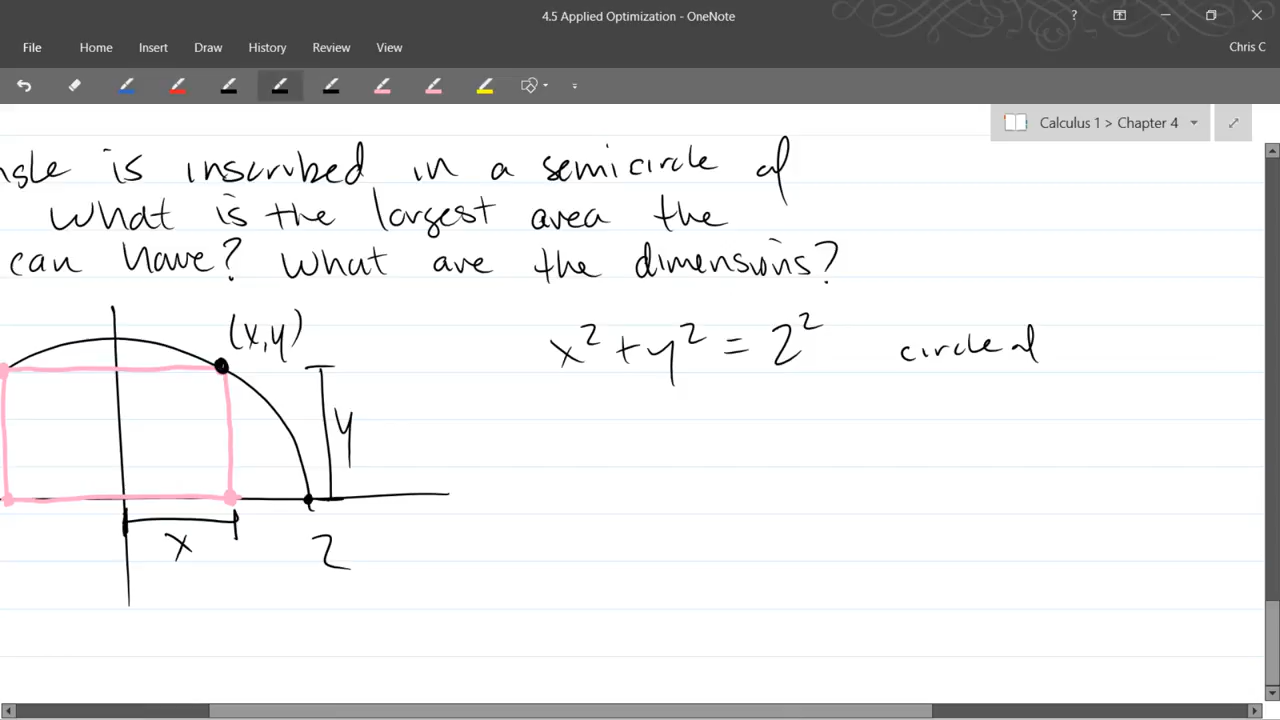 4.5 Applied Optimization - OneNote
?
File Home Insert Draw History Review View
Chris C
Calculus 1 > Chapter 4
is inscribed in a semicircle of
What is the largest area the
can have? What are the dimensions?
(x,y)
x² + y² = 2² circle of
y
x
2